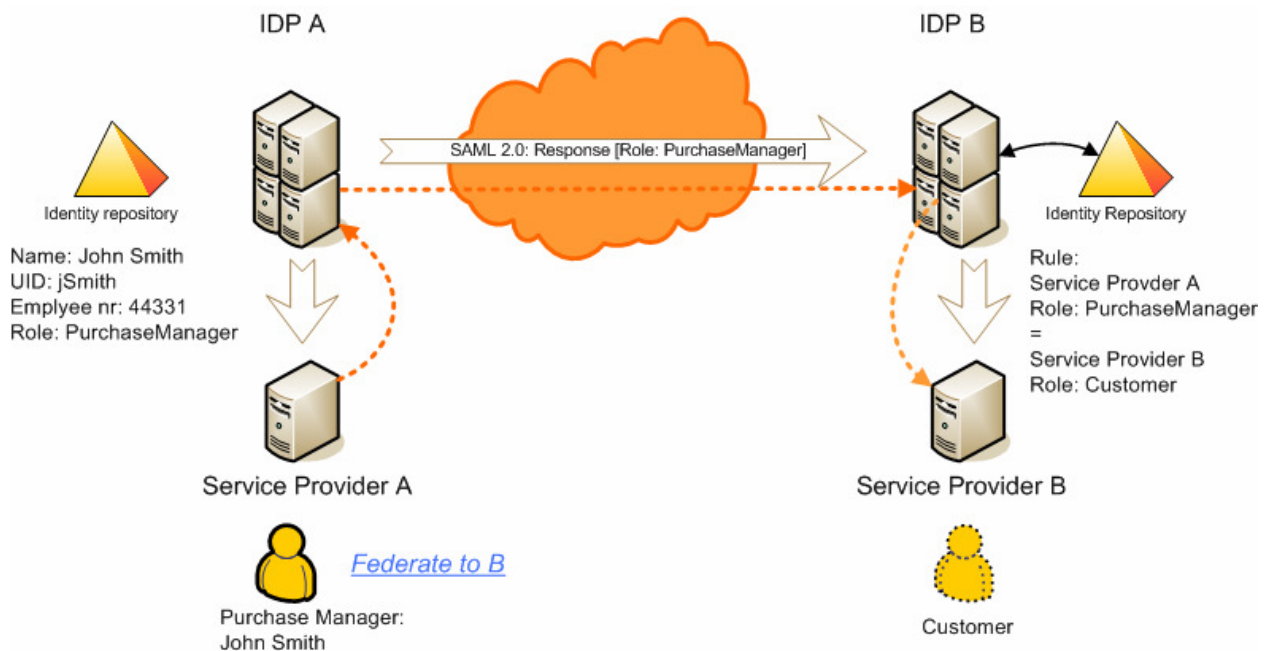 IDP A
IDP B
SAML 2.0: Response [Role: PurchaseManager]
Identity repository
Identity Repository
Name: John Smith
UID: jSmith
Emplyee nr: 44331
Role: PurchaseManager
Rule:
Service Provder A
Role: PurchaseManager
=
Service Provider B
Role: Customer
Service Provider A
Service Provider B
Federate to B
Purchase Manager:
John Smith
Customer